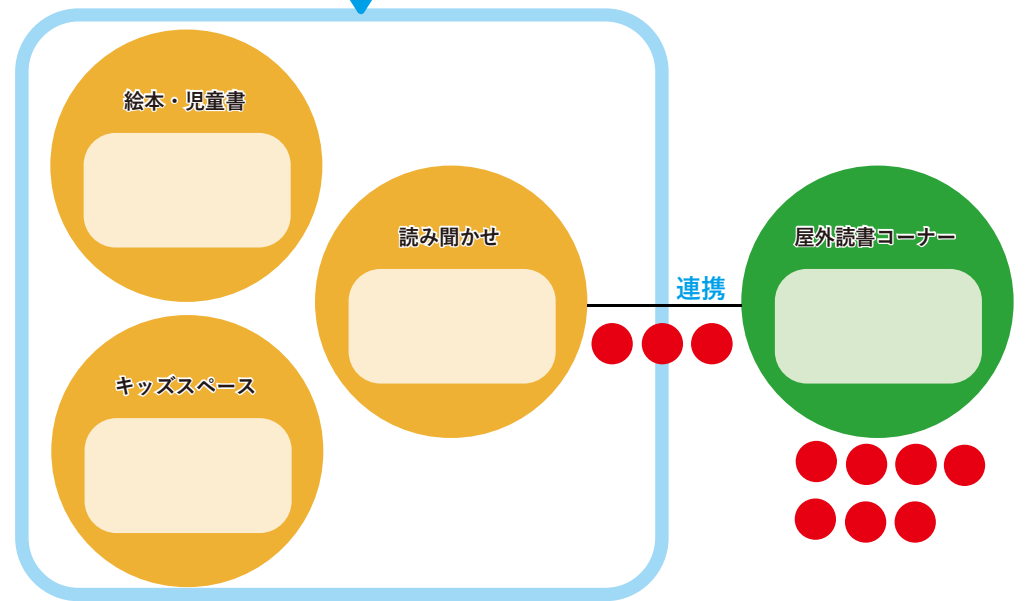 絵本・児童書
読み聞かせ
屋外読書コーナー
連携
キッズスペース